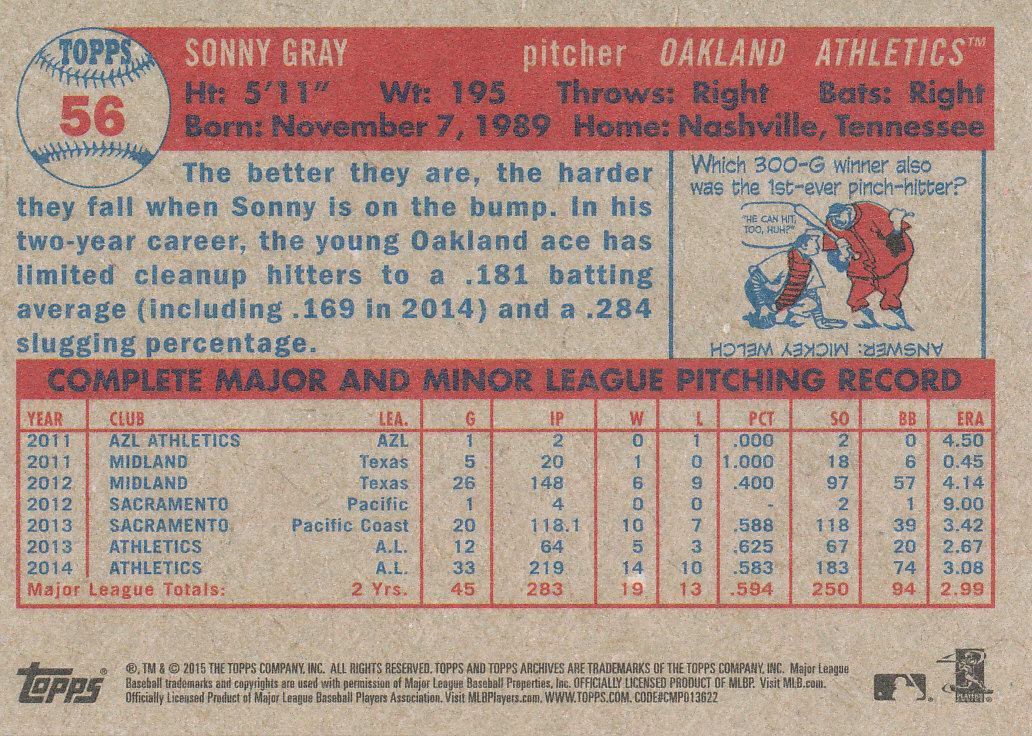 TOPPS
56
SONNY GRAY pitcher OAKLAND ATHLETICS™
Ht: 5'11" Wt: 195 Throws: Right Bats: Right
Born: November 7, 1989 Home: Nashville, Tennessee
The better they are, the harder
they fall when Sonny is on the bump. In his
two-year career, the young Oakland ace has
limited cleanup hitters to a .181 batting
average (including .169 in 2014) and a .284
slugging percentage.
Which 300-G winner also
was the 1st-ever pinch-hitter?
"HE CAN HIT,
TOO, HUH?"
ANSWER: MICKEY WELCH
COMPLETE MAJOR AND MINOR LEAGUE PITCHING RECORD
YEAR CLUB LEA. G IP W L PCT SO BB ERA
2011 AZL ATHLETICS AZL 1 2 0 1 .000 2 0 4.50
2011 MIDLAND Texas 5 20 1 0 1.000 18 6 0.45
2012 MIDLAND Texas 26 148 6 9 .400 97 57 4.14
2012 SACRAMENTO Pacific 1 4 0 0 - 2 1 9.00
2013 SACRAMENTO Pacific Coast 20 118.1 10 7 .588 118 39 3.42
2013 ATHLETICS A.L. 12 64 5 3 .625 67 20 2.67
2014 ATHLETICS A.L. 33 219 14 10 .583 183 74 3.08
Major League Totals: 2 Yrs. 45 283 19 13 .594 250 94 2.99
Topps®
®, TM & © 2015 THE TOPPS COMPANY, INC. ALL RIGHTS RESERVED. TOPPS AND TOPPS ARCHIVES ARE TRADEMARKS OF THE TOPPS COMPANY, INC. Major League
Baseball trademarks and copyrights are used with permission of Major League Baseball Properties, Inc. OFFICIALLY LICENSED PRODUCT OF MLBP. Visit MLB.com.
Officially Licensed Product of Major League Baseball Players Association. Visit MLBPlayers.com. WWW.TOPPS.COM. CODE#CMP013622
PLAYERS